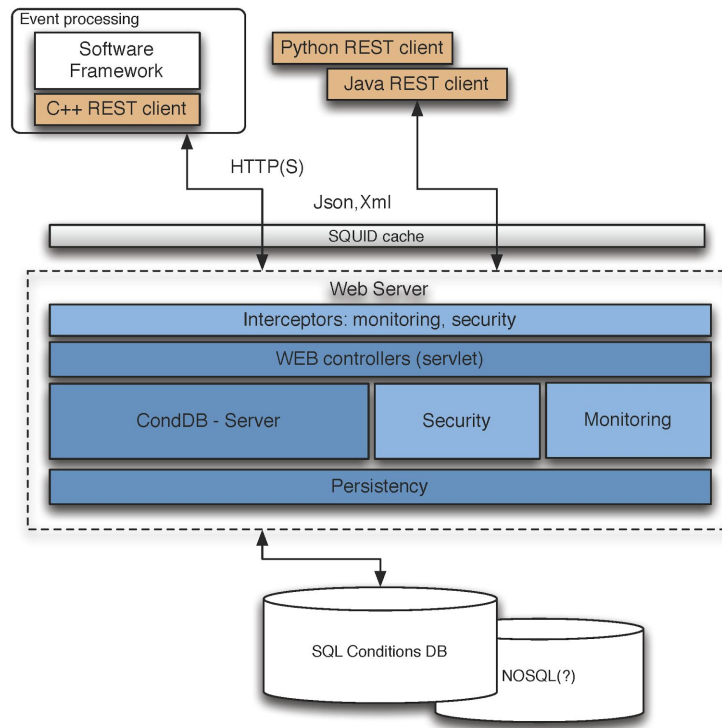 Event processing
Software
Framework
C++ REST client
Python REST client
Java REST client
HTTP(S)
Json,Xml
SQUID cache
Web Server
Interceptors: monitoring, security
WEB controllers (servlet)
CondDB - Server
Security
Monitoring
Persistency
SQL Conditions DB
NOSQL(?)